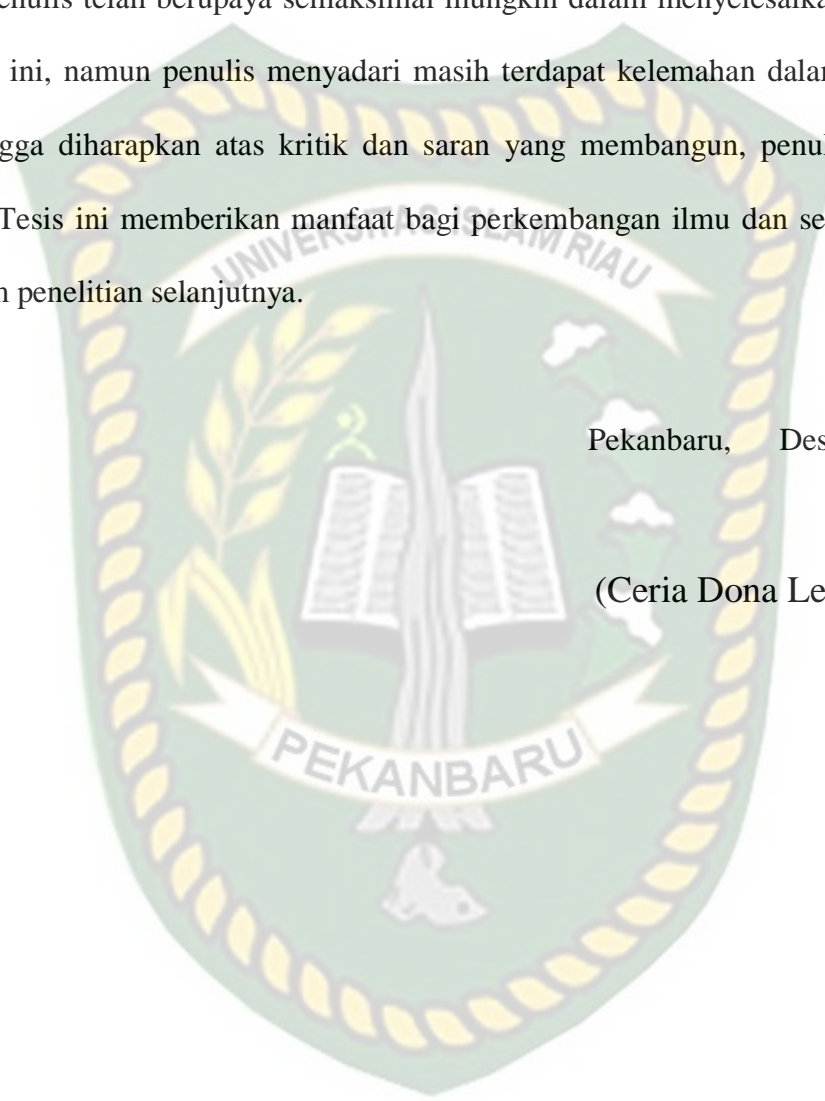 enulis telah berupaya semaksimal mungkin dalam menyelesaika
ini, namun penulis menyadari masih terdapat kelemahan dalan
gga diharapkan atas kritik dan saran yang membangun, penul
Tesis ini memberikan manfaat bagi perkembangan ilmu dan se
n penelitian selanjutnya.
UNIVERSITAS ISLAM RIAU
Pekanbaru, Des
(Ceria Dona Le
PEKANBARU